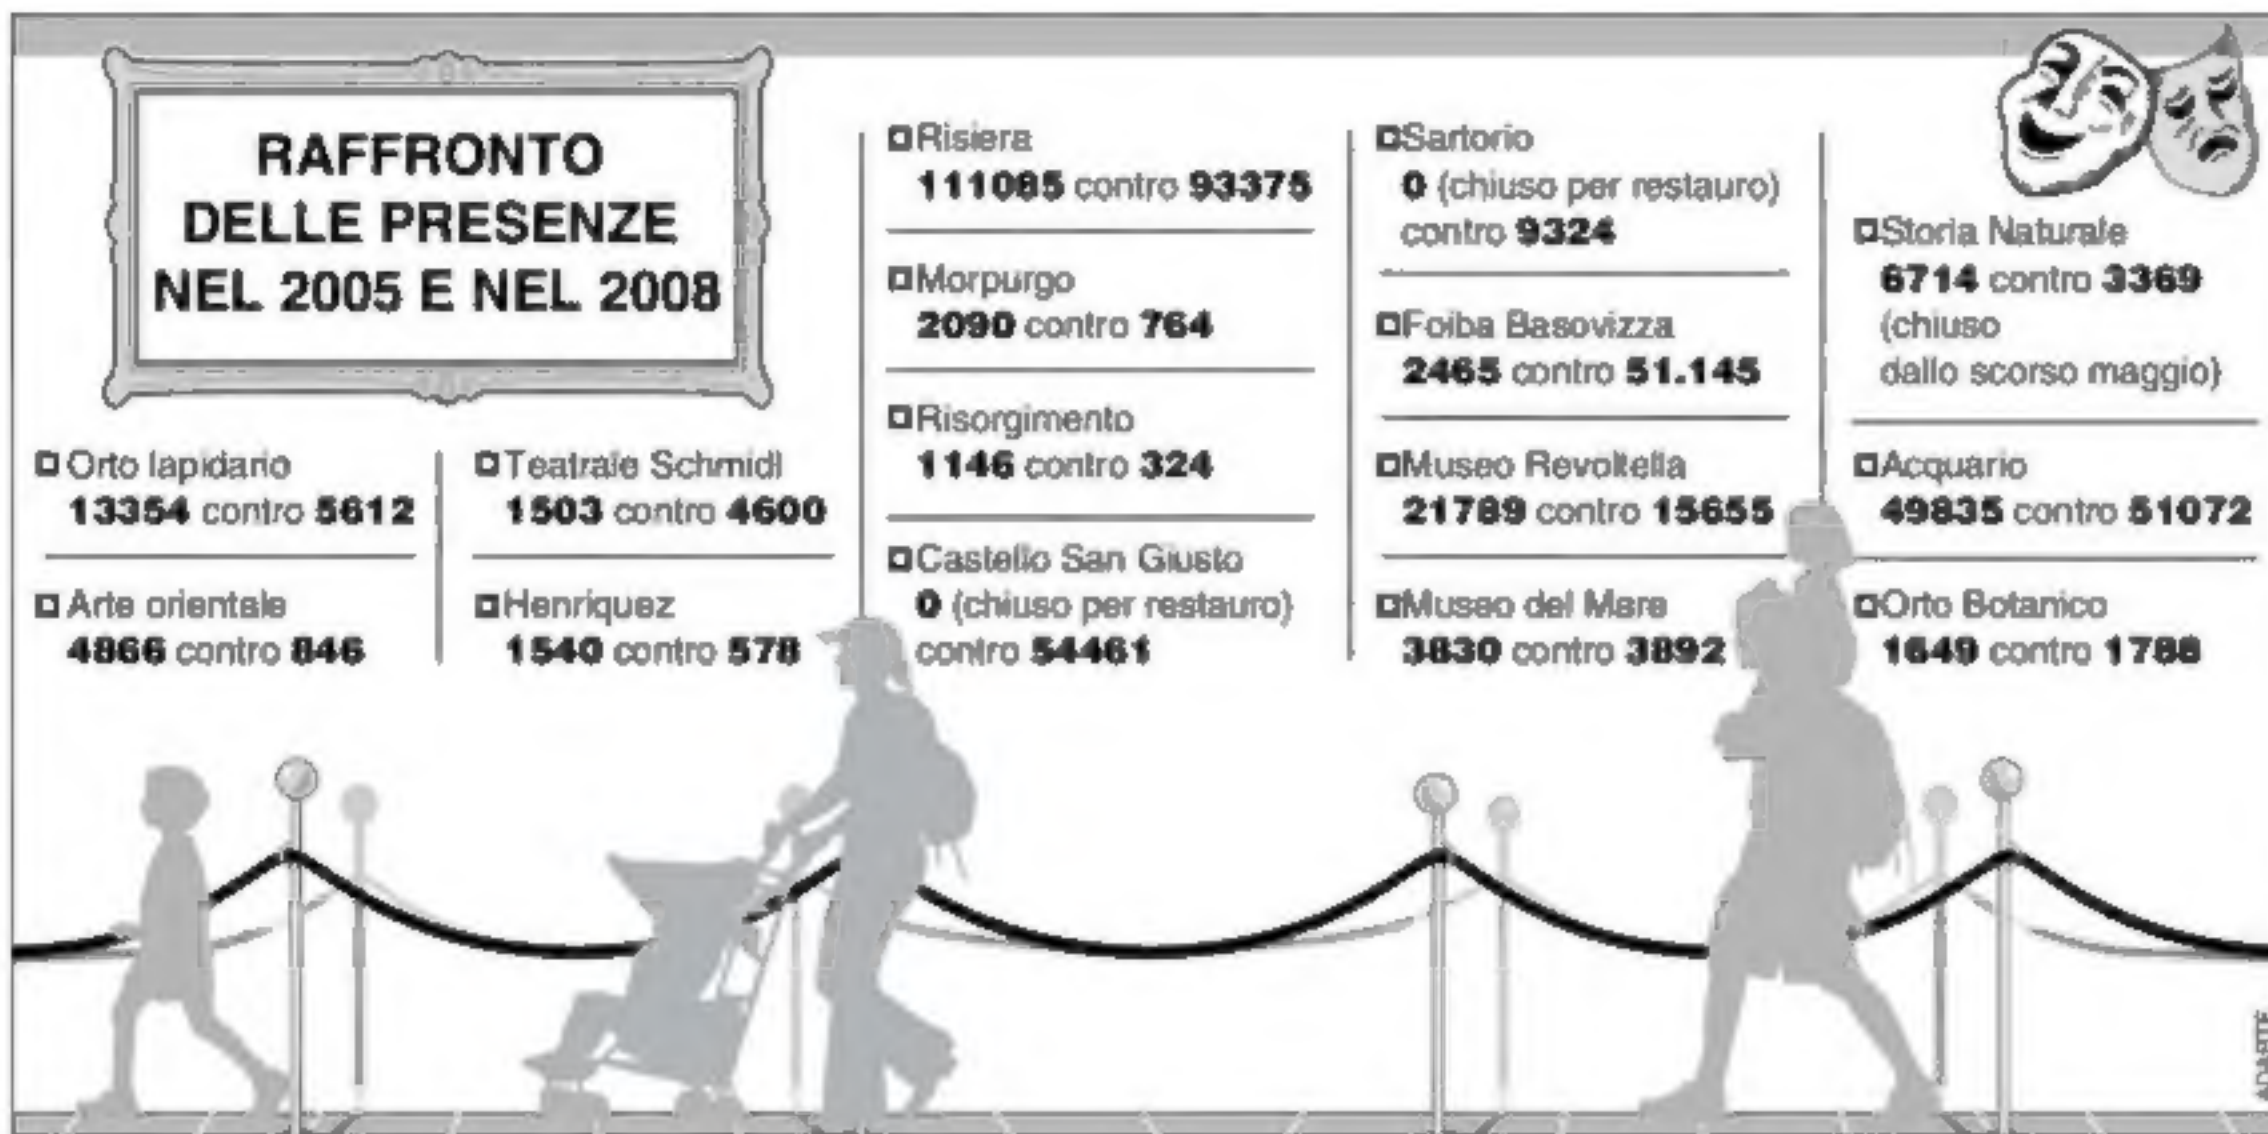 RAFFRONTO
DELLE PRESENZE
NEL 2005 E NEL 2008
Orto lapidario
13354 contro 5612
Arte orientale
4866 contro 846
Teatrale Schmidl
1503 contro 4600
Henriquez
1540 contro 578
Risiera
111085 contro 93375
Morpurgo
2090 contro 764
Risorgimento
1146 contro 324
Castello San Giusto
0 (chiuso per restauro)
contro 54461
Sartorio
0 (chiuso per restauro)
contro 9324
Foiba Basovizza
2465 contro 51.145
Museo Revoltella
21789 contro 15655
Museo del Mare
3830 contro 3892
Storia Naturale
6714 contro 3369
(chiuso
dallo scorso maggio)
Acquario
49835 contro 51072
Orto Botanico
1649 contro 1788